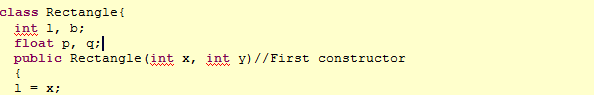 class Rectangle{
int l, b;
float p, q;
public Rectangle(int x, int y)//First constructor
{
l = x;